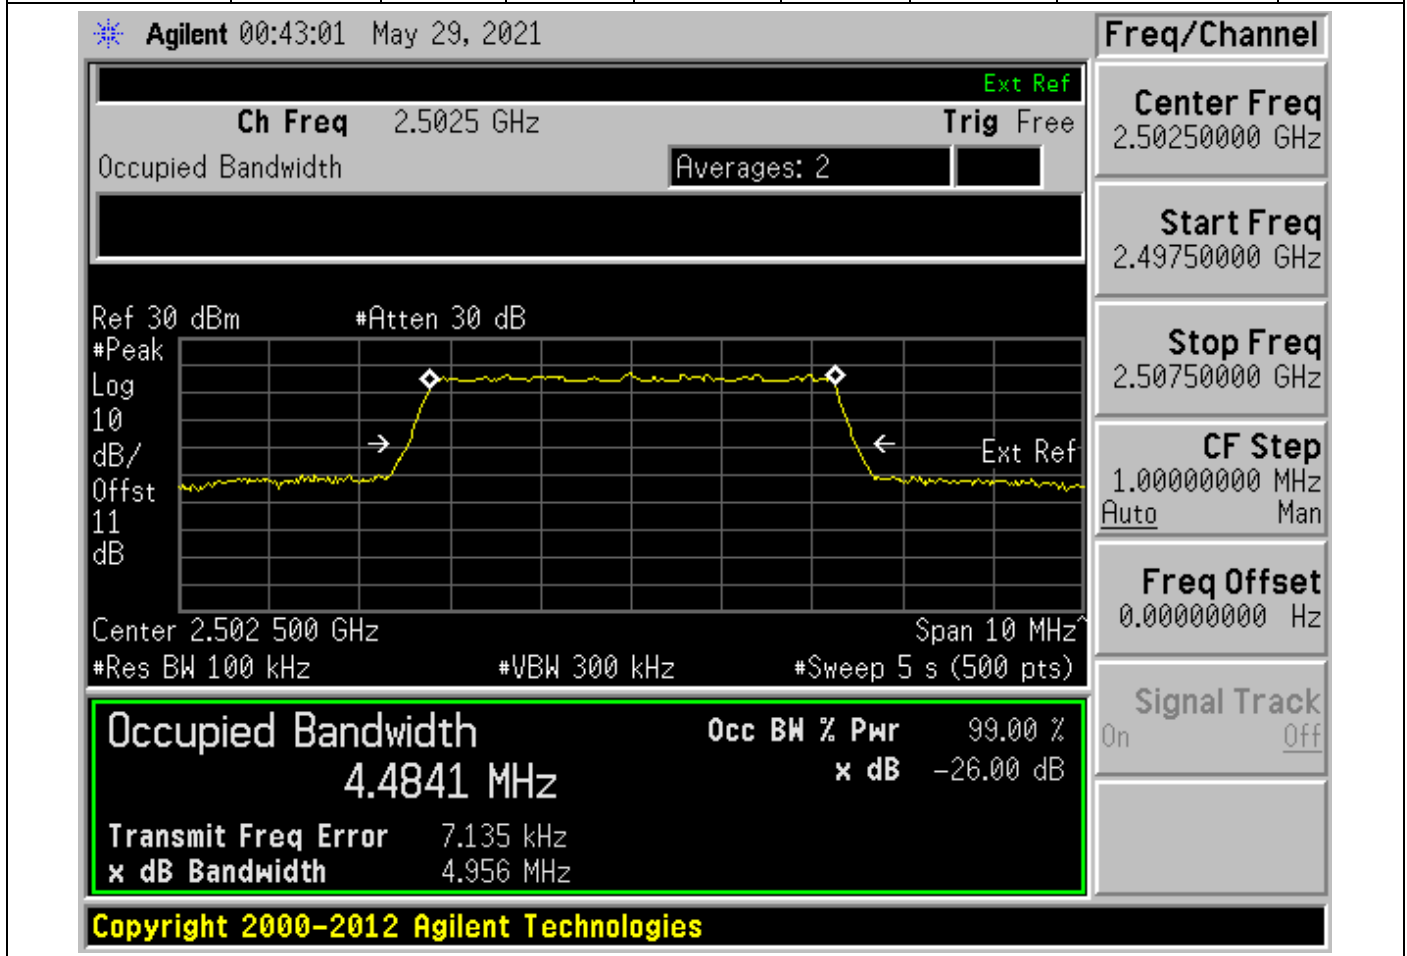 Agilent 00:43:01 May 29, 2021
Freq/Channel
Ext Ref
Ch Freq 2.5025 GHz
Trig Free
Occupied Bandwidth
Averages: 2
Center Freq
2.50250000 GHz
Start Freq
2.49750000 GHz
Stop Freq
2.50750000 GHz
CF Step
1.00000000 MHz
Auto Man
Freq Offset
0.00000000 Hz
Signal Track
On Off
Ref 30 dBm #Atten 30 dB
#Peak
Log
10
dB/
Offst
11
dB
Ext Ref
Center 2.502 500 GHz Span 10 MHz^
#Res BW 100 kHz #VBW 300 kHz #Sweep 5 s (500 pts)
Occupied Bandwidth
4.4841 MHz
Occ BW % Pwr 99.00 %
x dB -26.00 dB
Transmit Freq Error 7.135 kHz
x dB Bandwidth 4.956 MHz
Copyright 2000-2012 Agilent Technologies